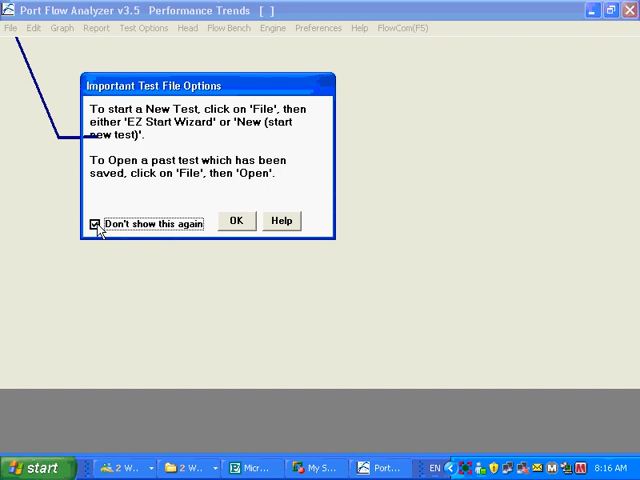 Port Flow Analyzer v3.5 Performance Trends [ ]
File Edit Graph Report Test Options Head Flow Bench Engine Preferences Help FlowCom(F5)
Important Test File Options
To start a New Test, click on 'File', then
either 'EZ Start Wizard' or 'New (start
new test)'.
To Open a past test which has been
saved, click on 'File', then 'Open'.
Don't show this again
OK
Help
start
2 W...
2 W...
Micr...
My S...
Port...
EN
8:16 AM